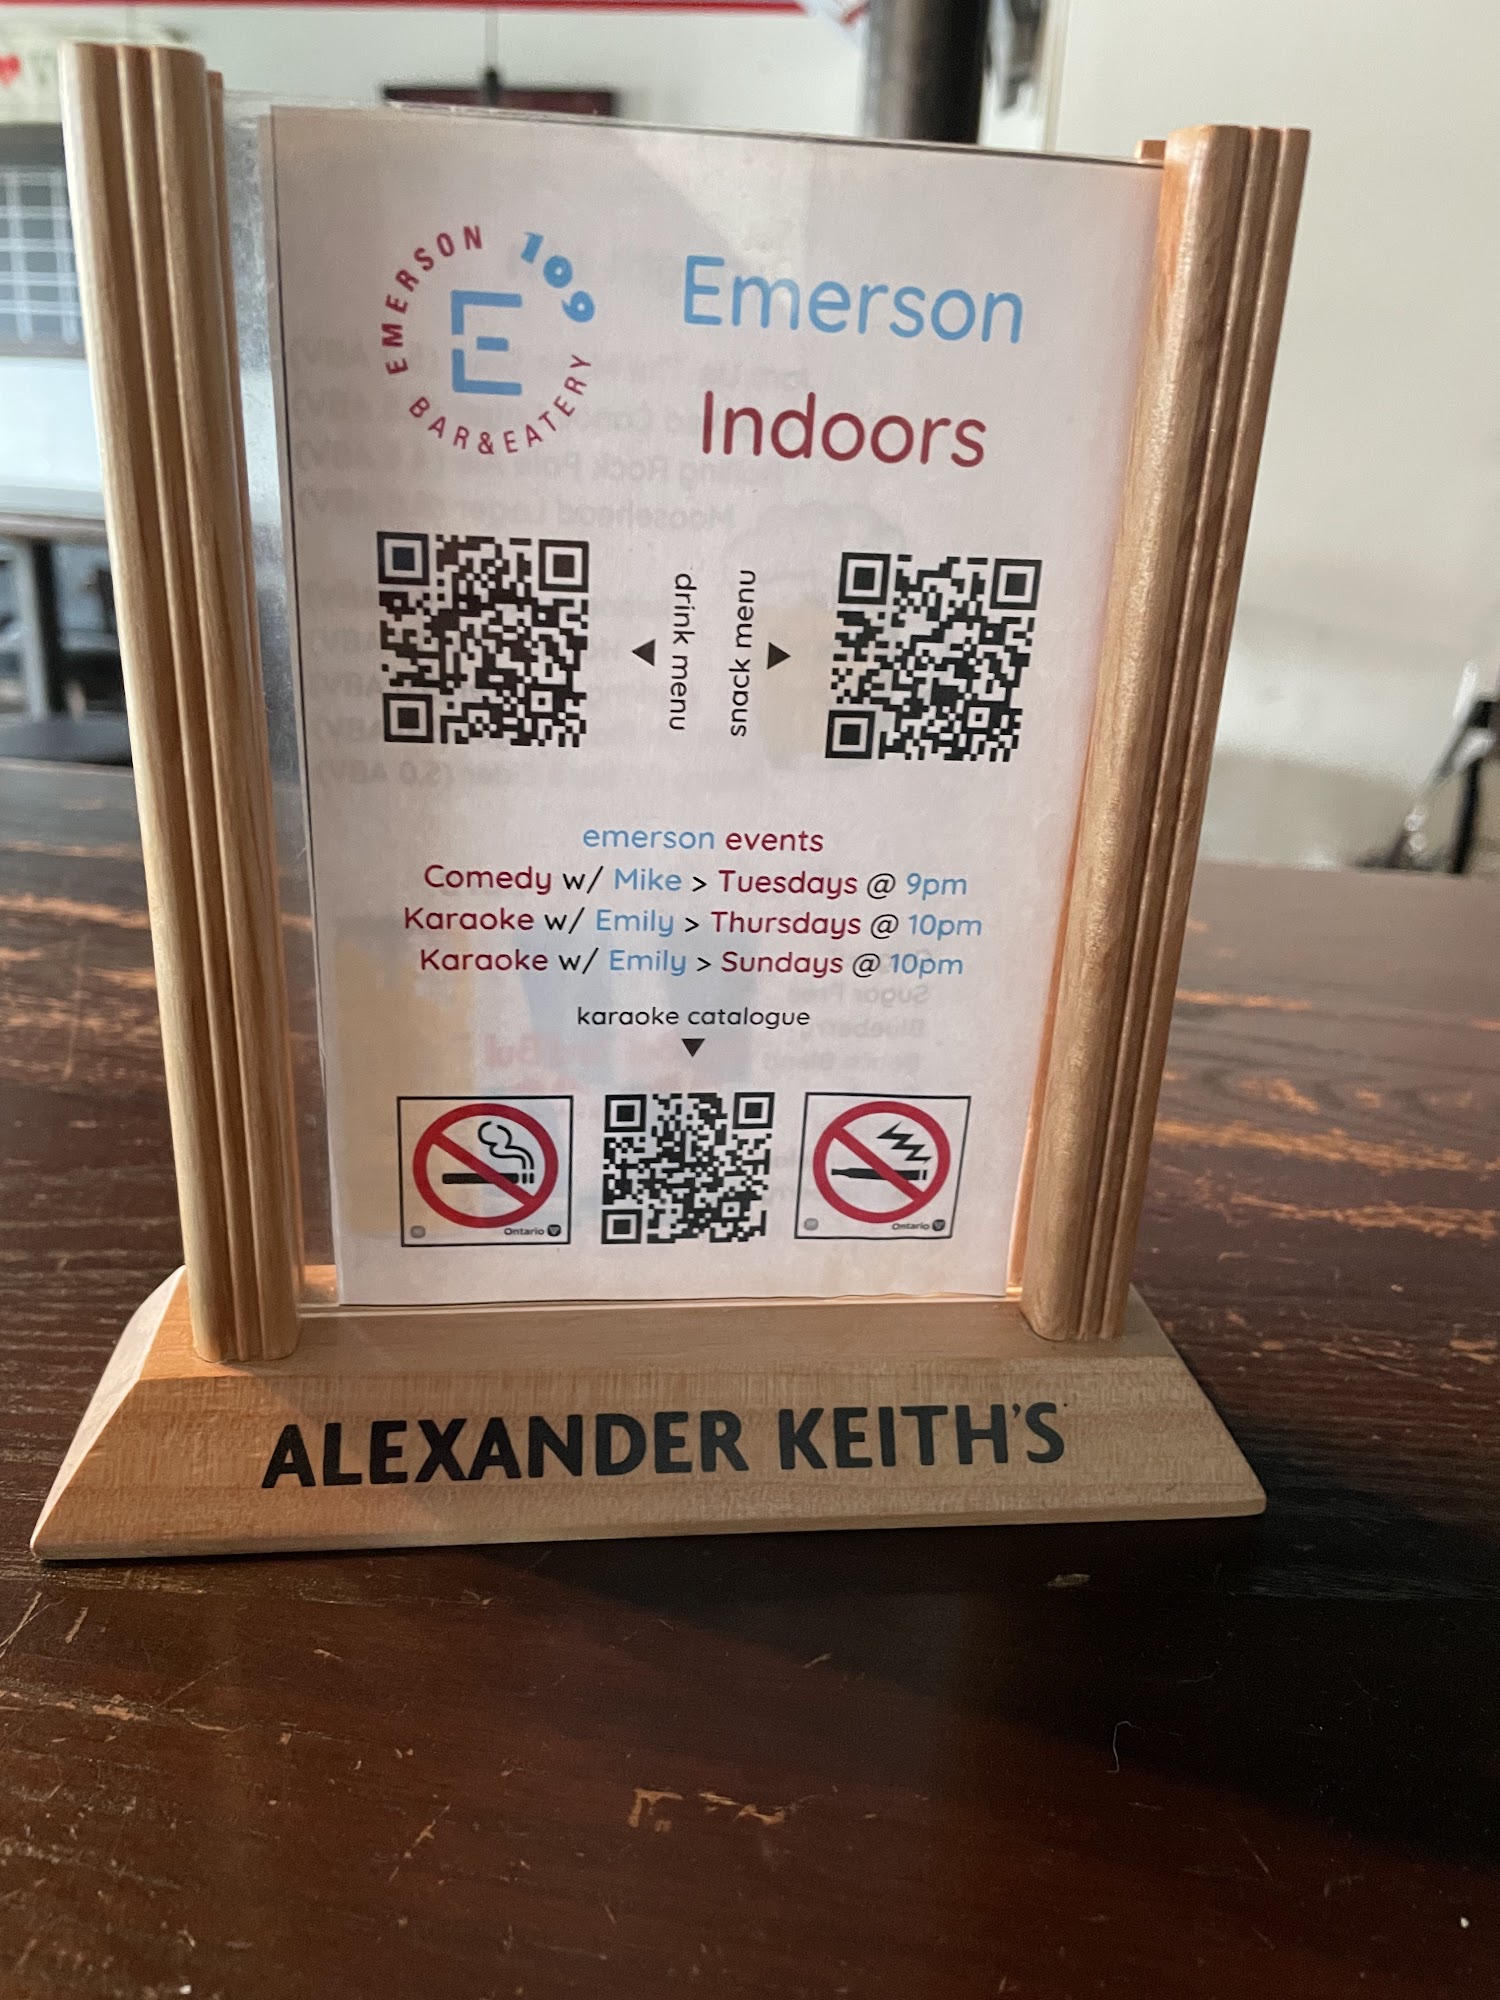 EMERSON 109
E
BAR & EATERY
Emerson
Indoors
drink menu
snack menu
emerson events
Comedy w/ Mike > Tuesdays @ 9pm
Karaoke w/ Emily > Thursdays @ 10pm
Karaoke w/ Emily > Sundays @ 10pm
karaoke catalogue
Ontario
Ontario
ALEXANDER KEITH'S